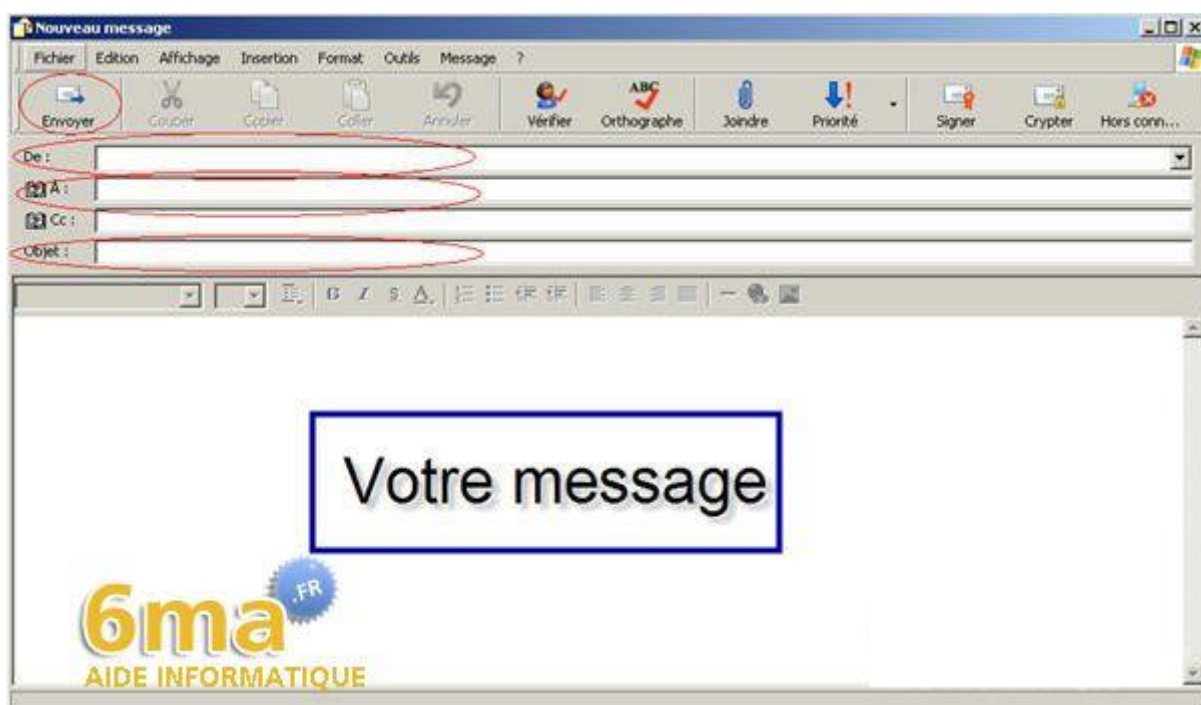 Nouveau message
Fichier Edition Affichage Insertion Format Outils Message ?
Envoyer Couper Copier Coller Annuler Vérifier ABC Orthographe Joindre Priorité Signer Crypter Hors conn...
De :
À :
Cc :
Objet :
G I S A
Votre message
6ma .FR
AIDE INFORMATIQUE